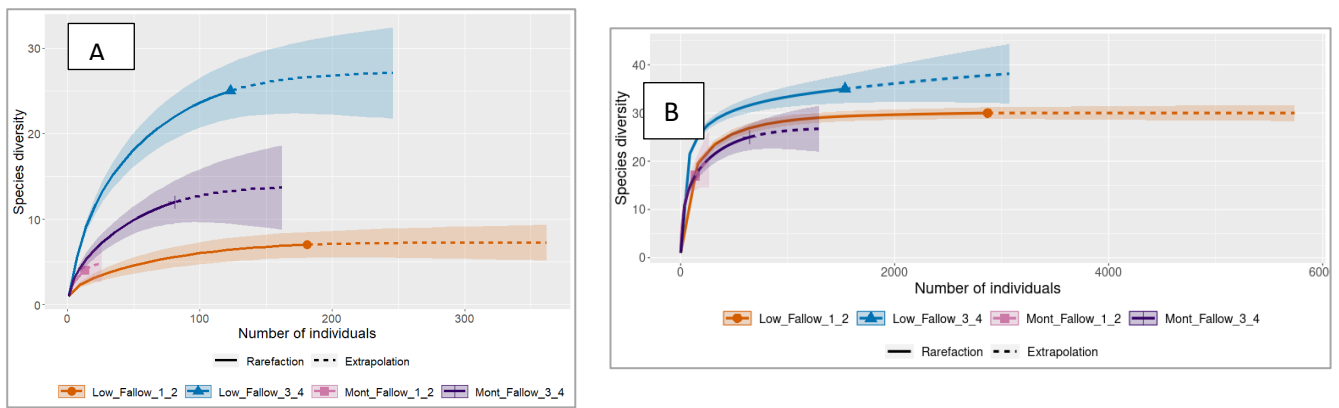 A
30
20
10
0
Species diversity
0 100 200 300
Number of individuals
Rarefaction Extrapolation
Low_Fallow_1_2 Low_Fallow_3_4 Mont_Fallow_1_2 Mont_Fallow_3_4
B
40
30
20
10
0
Species diversity
0 2000 4000 600
Number of individuals
Low_Fallow_1_2 Low_Fallow_3_4 Mont_Fallow_1_2 Mont_Fallow_3_4
Rarefaction Extrapolation